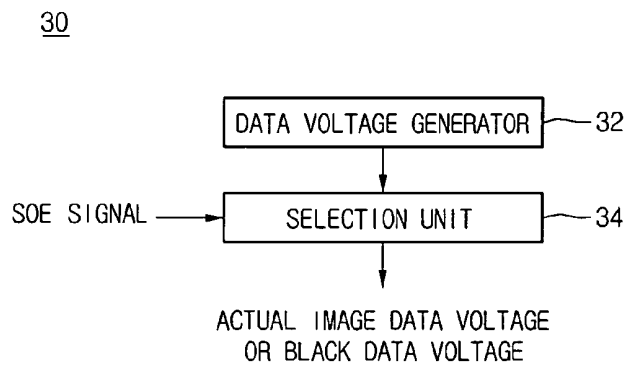 30
DATA VOLTAGE GENERATOR
32
SOE SIGNAL
SELECTION UNIT
34
ACTUAL IMAGE DATA VOLTAGE
OR BLACK DATA VOLTAGE